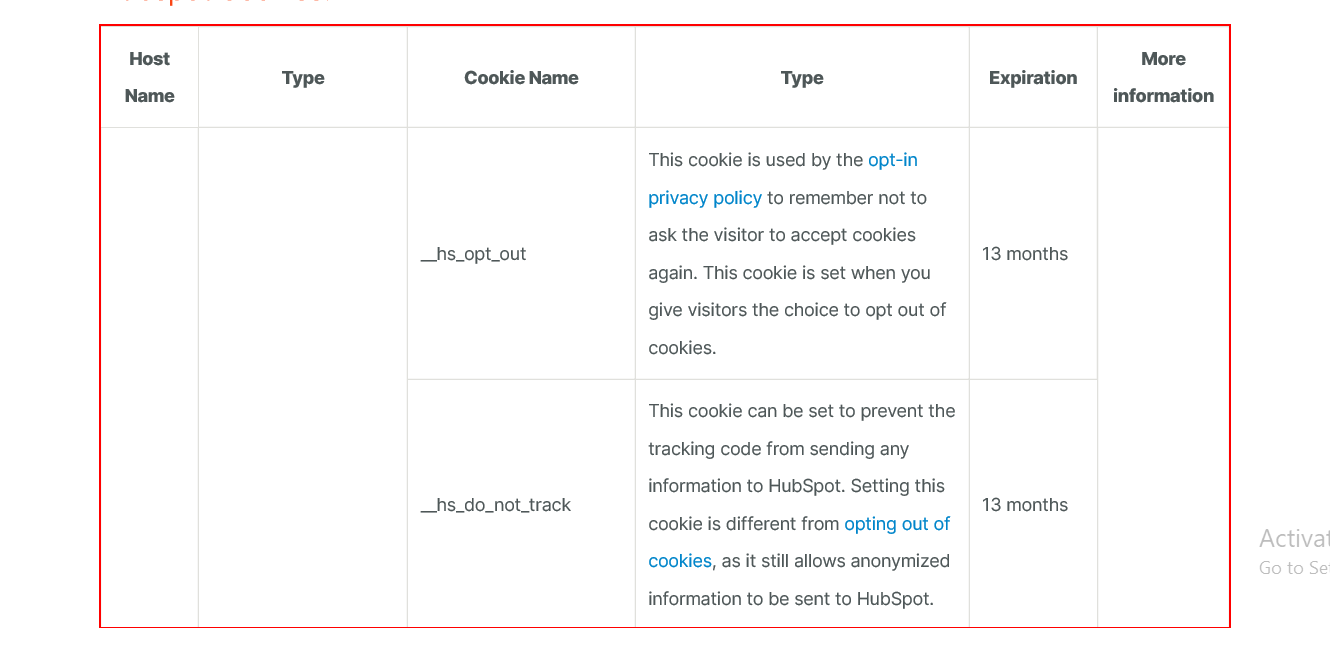 Host
Name
Type
Cookie Name
Type
Expiration
More
information
__hs_opt_out
This cookie is used by the opt-in
privacy policy to remember not to
ask the visitor to accept cookies
again. This cookie is set when you
give visitors the choice to opt out of
cookies.
13 months
__hs_do_not_track
This cookie can be set to prevent the
tracking code from sending any
information to HubSpot. Setting this
cookie is different from opting out of
cookies, as it still allows anonymized
information to be sent to HubSpot.
13 months
Activat
Go to Se